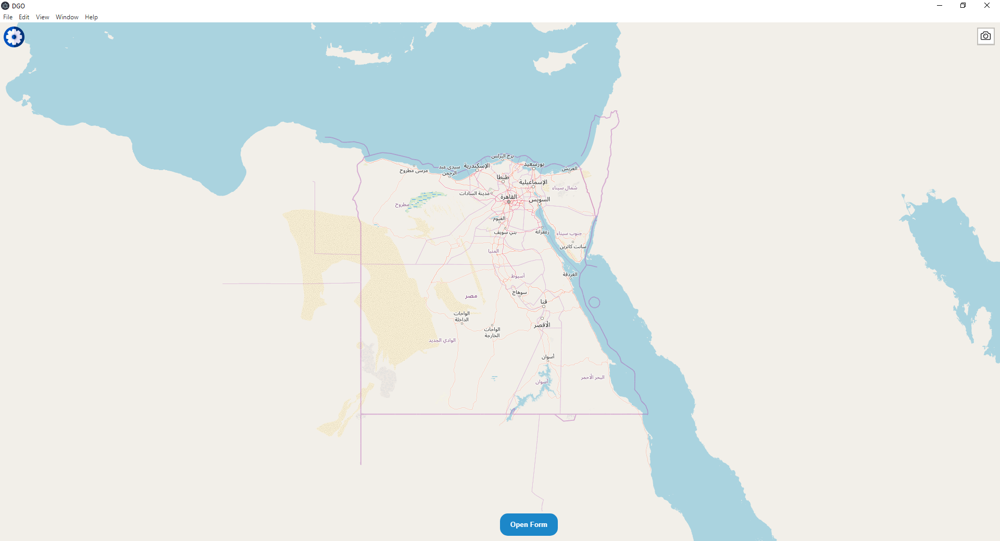 DGO
File Edit View Window Help
برج البرلس
الإسكندرية
بورسعيد
سيدي عبد
الرحمن
مرسى مطروح
العريش
طنطا
الإسماعيلية
شمال سيناء
مدينة السادات
القاهرة
السويس
مطروح
الفيوم
بني سويف
زعفرانة
جنوب سيناء
سانت كاترين
المنيا
الغردقة
أسيوط
سوهاج
مصر
قنا
الواحات
الداخلة
الأقصر
الواحات
الخارجة
الوادي الجديد
أسوان
البحر الأحمر
أسوان
Open Form